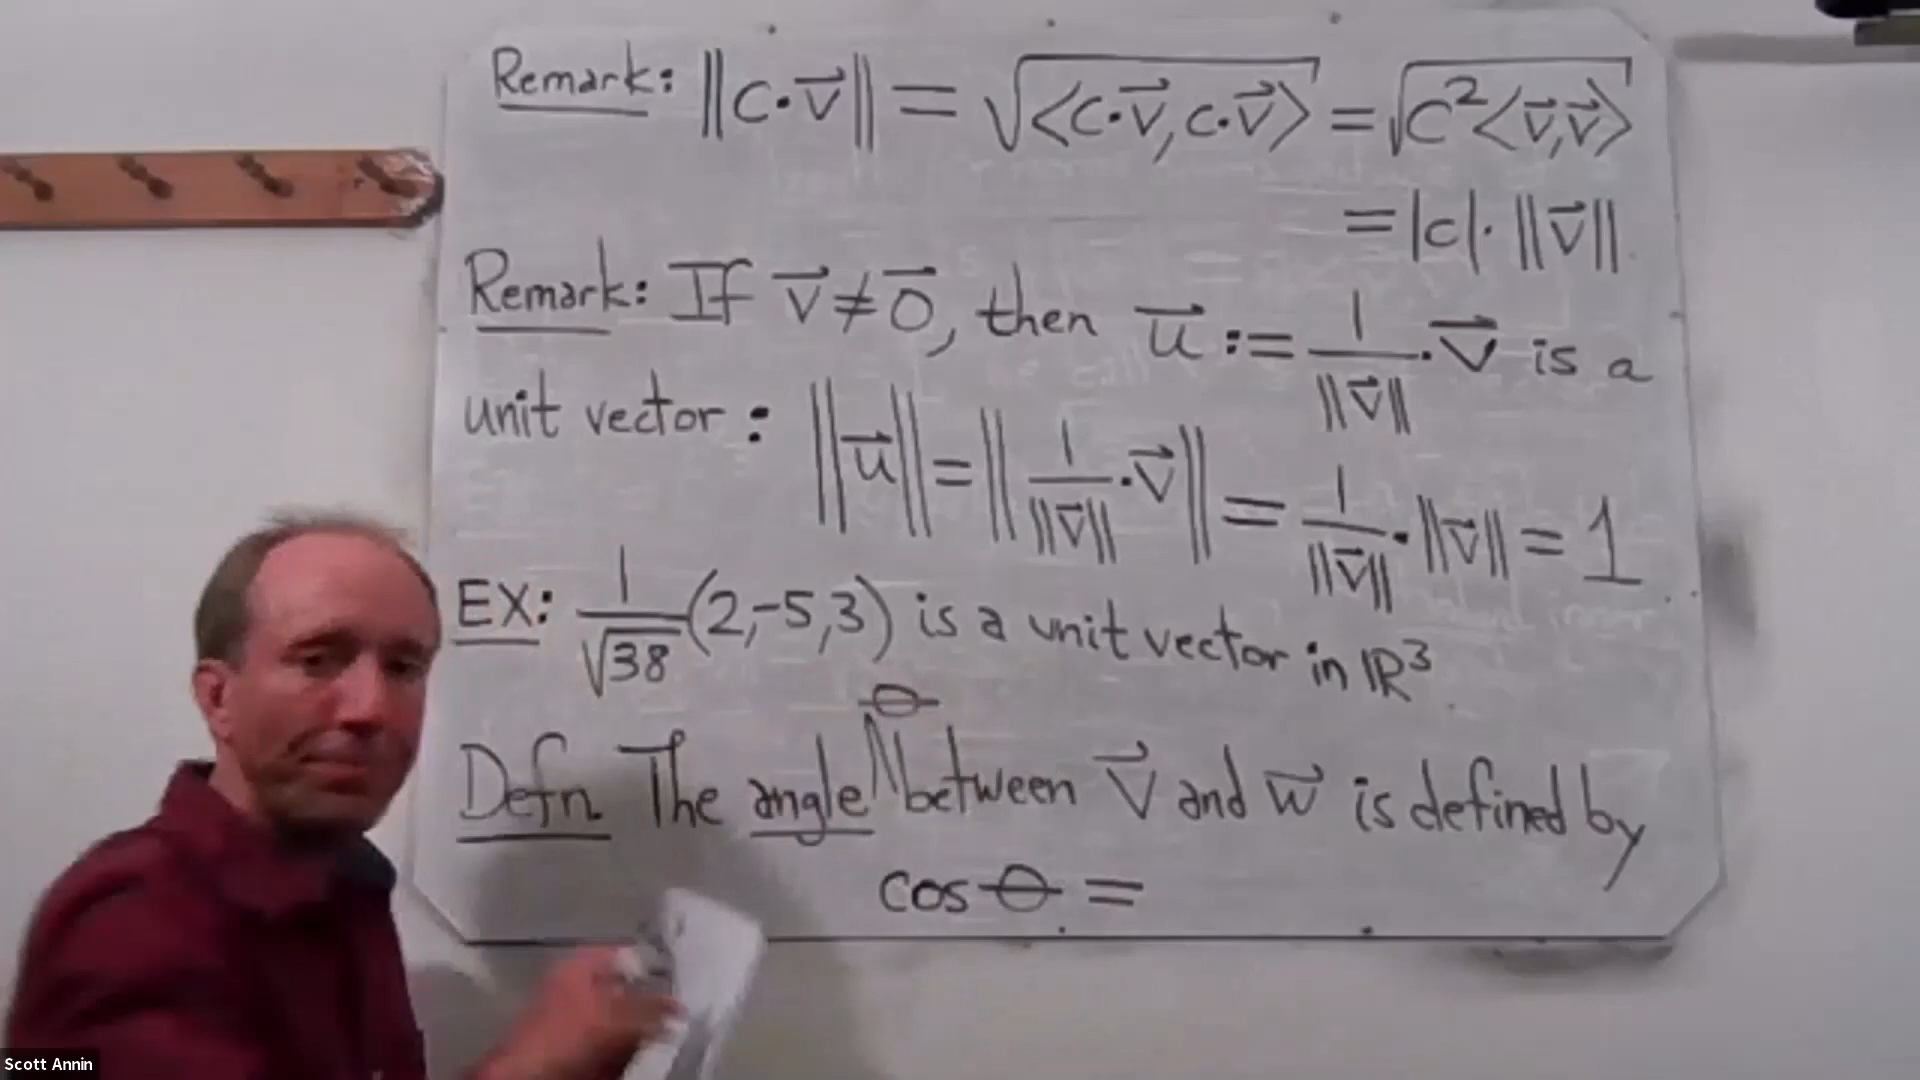 Remark: ||c·v⃗|| = √<c·v⃗, c·v⃗> = √c²<v⃗,v⃗>
= |c|·||v⃗||
Remark: If v⃗≠0⃗, then u⃗ := 1/||v⃗|| · v⃗ is a
unit vector: ||u⃗|| = ||1/||v⃗|| · v⃗|| = 1/||v⃗|| · ||v⃗|| = 1
EX: 1/√38 (2,-5,3) is a unit vector in ℝ³.
Defn. The angle θ between v⃗ and w⃗ is defined by
cos θ =
Scott Annin